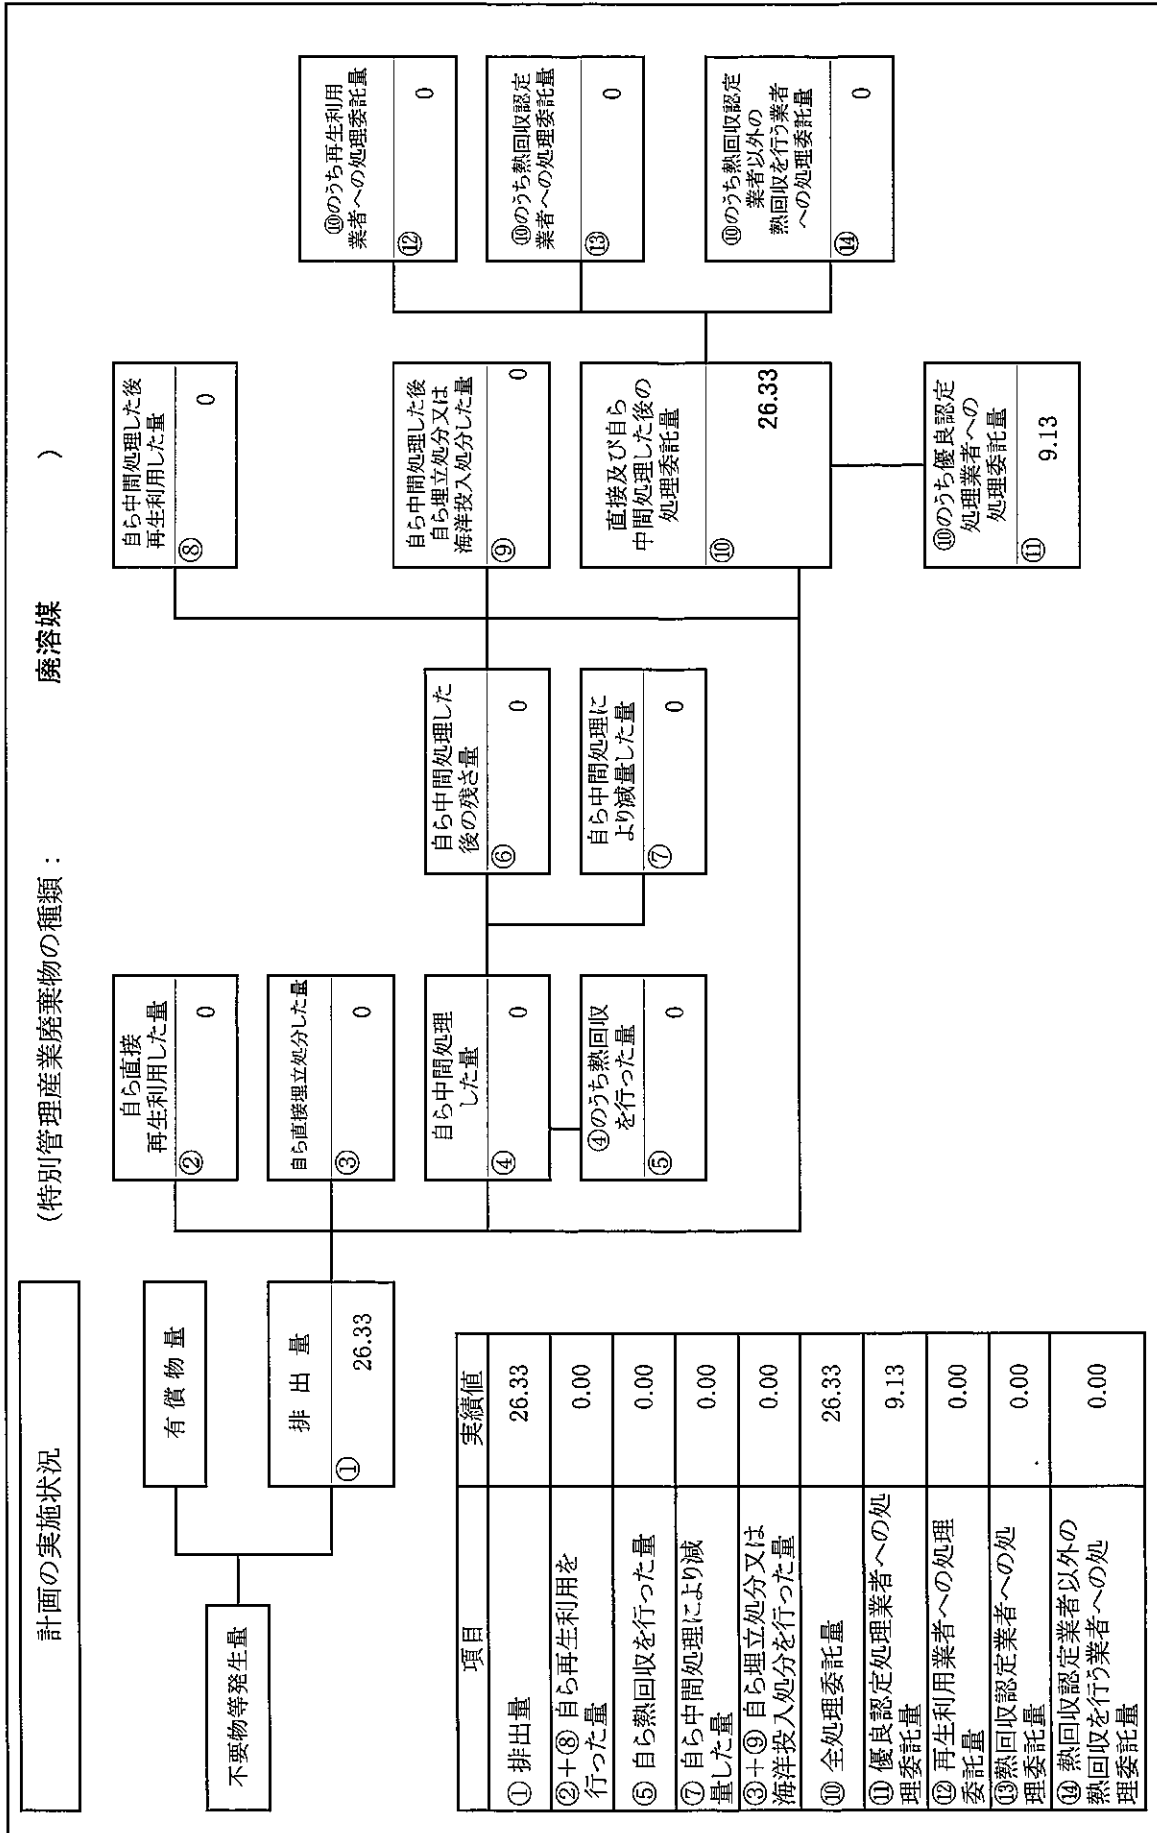 計画の実施状況
(特別管理産業廃棄物の種類： 廃溶媒 )
不要物等発生量
有償物量
排出量
①
26.33
自ら直接
再生利用した量
②
0
自ら直接埋立処分した量
③
0
自ら中間処理
した量
④
0
④のうち熱回収
を行った量
⑤
0
自ら中間処理した
後の残さ量
⑥
0
自ら中間処理に
より減量した量
⑦
0
自ら中間処理した後
再生利用した量
⑧
0
自ら中間処理した後
自ら埋立処分又は
海洋投入処分した量
⑨
0
直接及び自ら
中間処理した後の
処理委託量
⑩
26.33
⑩のうち優良認定
処理業者への
処理委託量
⑪
9.13
⑩のうち再生利用
業者への処理委託量
⑫
0
⑩のうち熱回収認定
業者への処理委託量
⑬
0
⑩のうち熱回収認定
業者以外の
熱回収を行う業者
への処理委託量
⑭
0
項目 実績値
① 排出量 26.33
②＋⑧ 自ら再生利用を
行った量 0.00
⑤ 自ら熱回収を行った量 0.00
⑦ 自ら中間処理により減
量した量 0.00
③＋⑨ 自ら埋立処分又は
海洋投入処分を行った量 0.00
⑩ 全処理委託量 26.33
⑪ 優良認定処理業者への処
理委託量 9.13
⑫ 再生利用業者への処理
委託量 0.00
⑬熱回収認定業者への処
理委託量 0.00
⑭ 熱回収認定業者以外の
熱回収を行う業者への処
理委託量 0.00